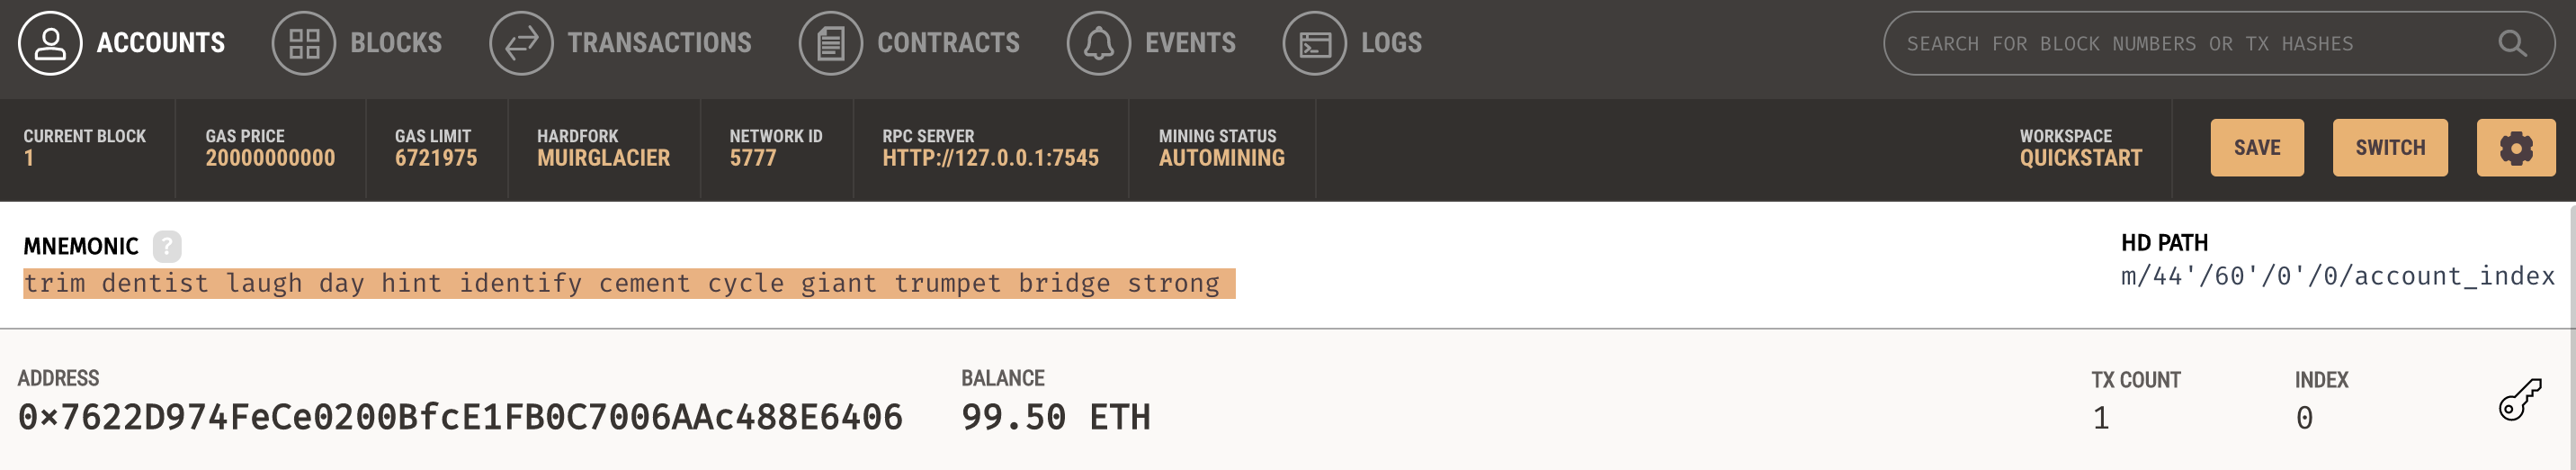 ACCOUNTS BLOCKS TRANSACTIONS CONTRACTS EVENTS LOGS SEARCH FOR BLOCK NUMBERS OR TX HASHES
CURRENT BLOCK GAS PRICE GAS LIMIT HARDFORK NETWORK ID RPC SERVER MINING STATUS WORKSPACE
1 20000000000 6721975 MUIRGLACIER 5777 HTTP://127.0.0.1:7545 AUTOMINING QUICKSTART SAVE SWITCH
MNEMONIC ? HD PATH
trim dentist laugh day hint identify cement cycle giant trumpet bridge strong m/44'/60'/0'/0/account_index
ADDRESS BALANCE TX COUNT INDEX
0×7622D974FeCe0200BfcE1FB0C7006AAc488E6406 99.50 ETH 1 0